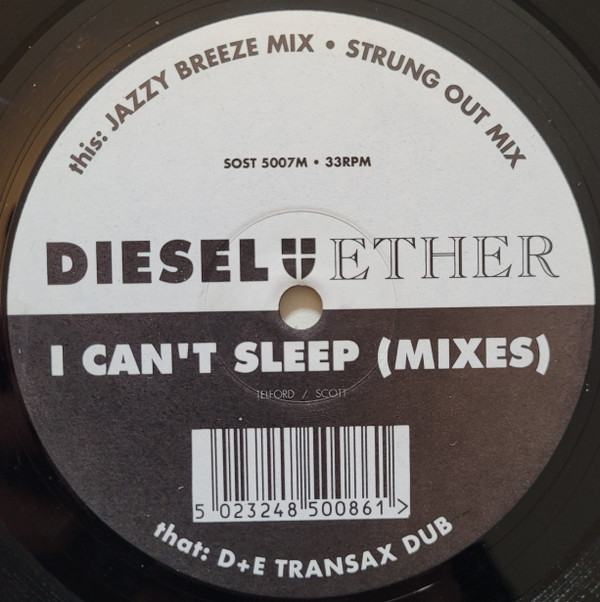 this: JAZZY BREEZE MIX • STRUNG OUT MIX
SOST 5007M • 33RPM
DIESEL ETHER
I CAN'T SLEEP (MIXES)
TELFORD / SCOTT
5 023248 500861 >
that: D+E TRANSAX DUB